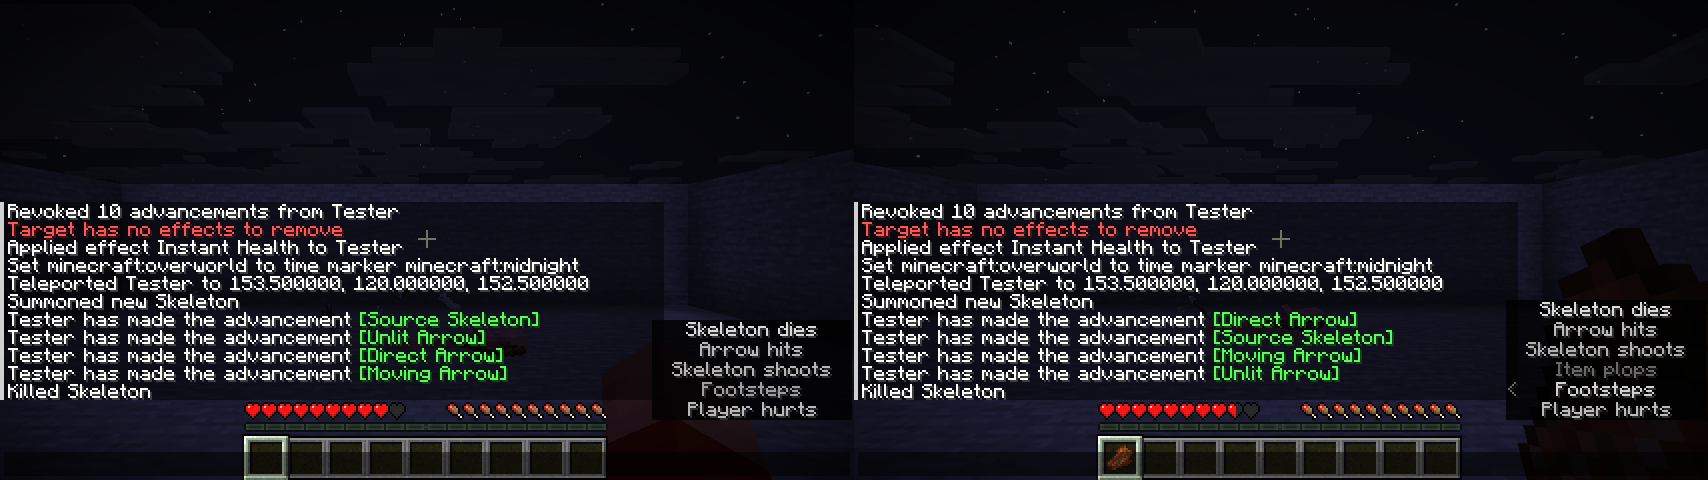 Revoked 10 advancements from Tester
Target has no effects to remove
Applied effect Instant Health to Tester
Set minecraft:overworld to time marker minecraft:midnight
Teleported Tester to 153.500000, 120.000000, 152.500000
Summoned new Skeleton
Tester has made the advancement [Source Skeleton]
Tester has made the advancement [Unlit Arrow]
Tester has made the advancement [Direct Arrow]
Tester has made the advancement [Moving Arrow]
Killed Skeleton
Skeleton dies
Arrow hits
Skeleton shoots
Footsteps
Player hurts
Revoked 10 advancements from Tester
Target has no effects to remove
Applied effect Instant Health to Tester
Set minecraft:overworld to time marker minecraft:midnight
Teleported Tester to 153.500000, 120.000000, 152.500000
Summoned new Skeleton
Tester has made the advancement [Direct Arrow]
Tester has made the advancement [Source Skeleton]
Tester has made the advancement [Moving Arrow]
Tester has made the advancement [Unlit Arrow]
Killed Skeleton
Skeleton dies
Arrow hits
Skeleton shoots
Item plops
< Footsteps
Player hurts